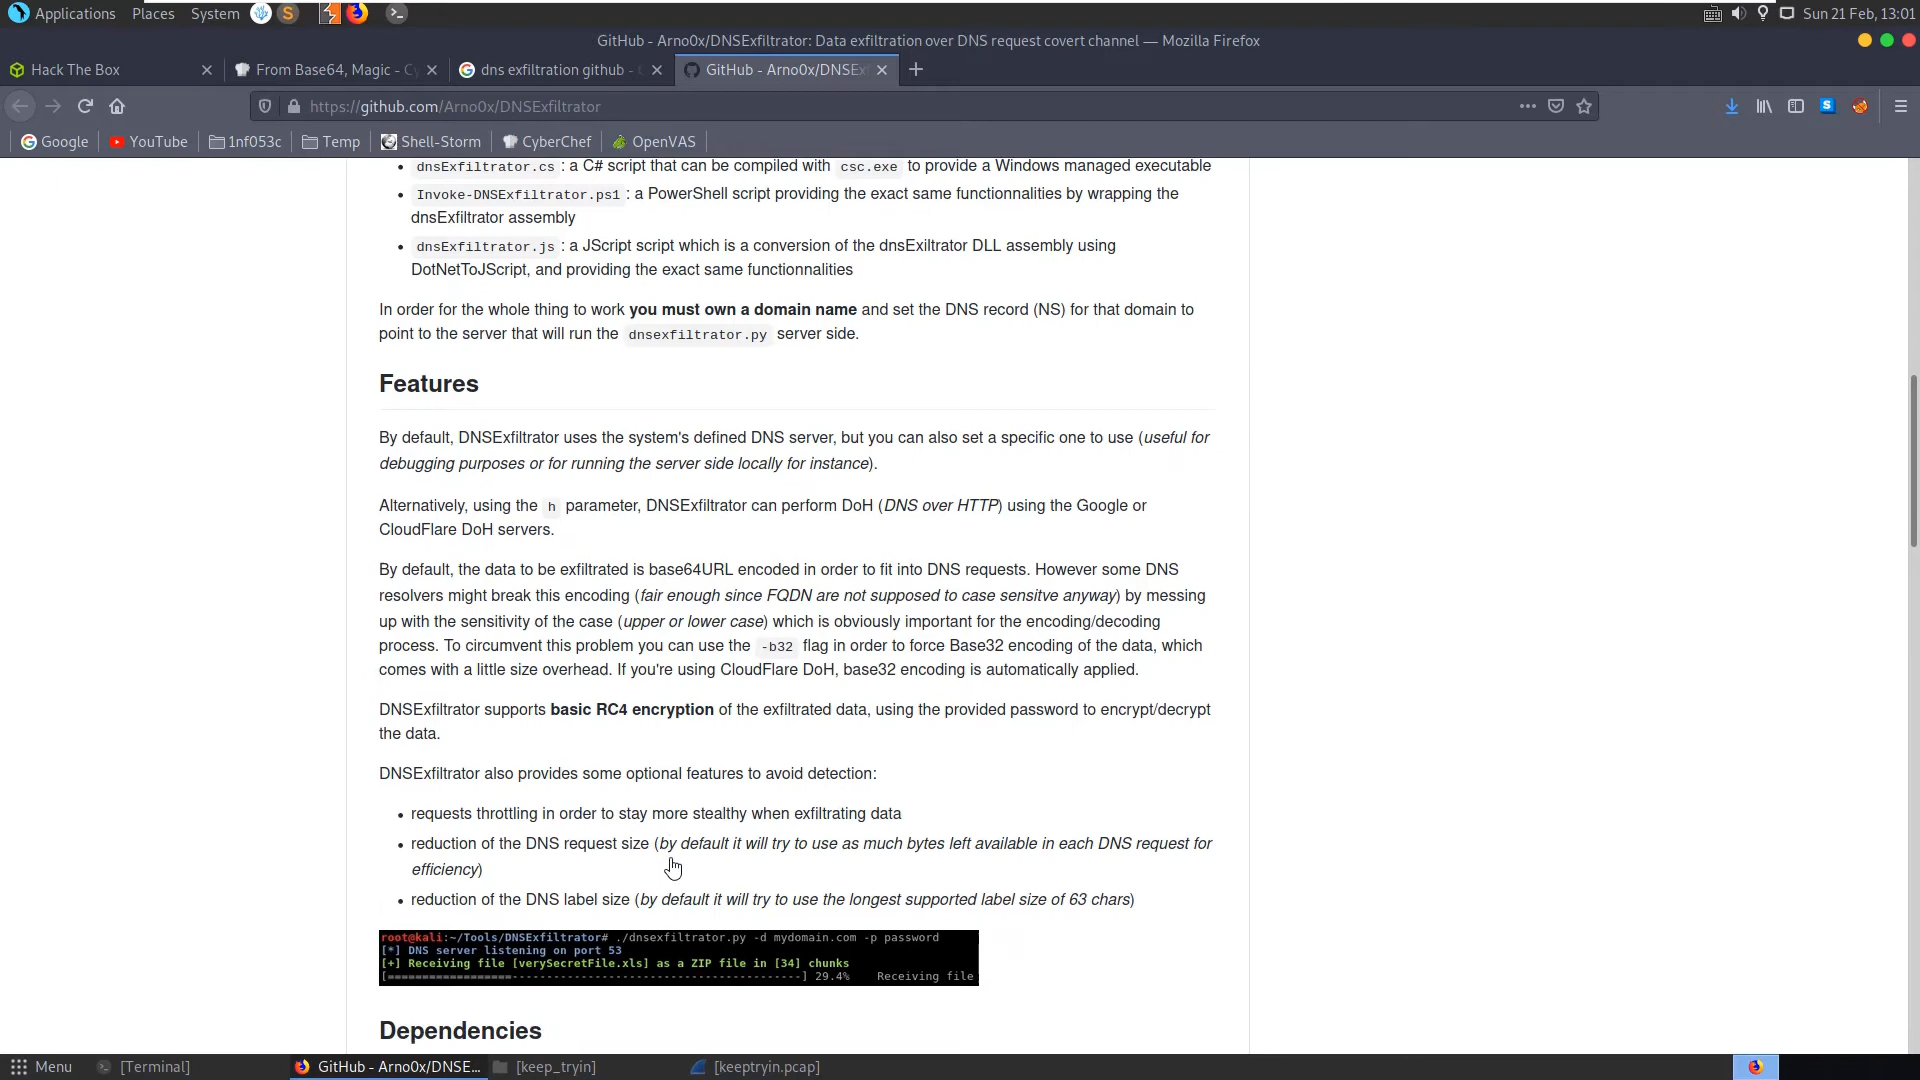 Applications Places System Sun 21 Feb, 13:01
GitHub - Arno0x/DNSExfiltrator: Data exfiltration over DNS request covert channel — Mozilla Firefox
Hack The Box From Base64, Magic - C dns exfiltration github - GitHub - Arno0x/DNSEx
https://github.com/Arno0x/DNSExfiltrator
Google YouTube 1nf053c Temp Shell-Storm CyberChef OpenVAS
dnsExfiltrator.cs : a C# script that can be compiled with csc.exe to provide a Windows managed executable
Invoke-DNSExfiltrator.ps1 : a PowerShell script providing the exact same functionnalities by wrapping the
dnsExfiltrator assembly
dnsExfiltrator.js : a JScript script which is a conversion of the dnsExiltrator DLL assembly using
DotNetToJScript, and providing the exact same functionnalities
In order for the whole thing to work you must own a domain name and set the DNS record (NS) for that domain to
point to the server that will run the dnsexfiltrator.py server side.
Features
By default, DNSExfiltrator uses the system's defined DNS server, but you can also set a specific one to use (useful for
debugging purposes or for running the server side locally for instance).
Alternatively, using the h parameter, DNSExfiltrator can perform DoH (DNS over HTTP) using the Google or
CloudFlare DoH servers.
By default, the data to be exfiltrated is base64URL encoded in order to fit into DNS requests. However some DNS
resolvers might break this encoding (fair enough since FQDN are not supposed to case sensitve anyway) by messing
up with the sensitivity of the case (upper or lower case) which is obviously important for the encoding/decoding
process. To circumvent this problem you can use the -b32 flag in order to force Base32 encoding of the data, which
comes with a little size overhead. If you're using CloudFlare DoH, base32 encoding is automatically applied.
DNSExfiltrator supports basic RC4 encryption of the exfiltrated data, using the provided password to encrypt/decrypt
the data.
DNSExfiltrator also provides some optional features to avoid detection:
requests throttling in order to stay more stealthy when exfiltrating data
reduction of the DNS request size (by default it will try to use as much bytes left available in each DNS request for
efficiency)
reduction of the DNS label size (by default it will try to use the longest supported label size of 63 chars)
root@kali:~/Tools/DNSExfiltrator# ./dnsexfiltrator.py -d mydomain.com -p password
[*] DNS server listening on port 53
[+] Receiving file [verySecretFile.xls] as a ZIP file in [34] chunks
[==================------------------------------------------] 29.4% Receiving file
Dependencies
Menu [Terminal] GitHub - Arno0x/DNSE... [keep_tryin] [keeptryin.pcap]